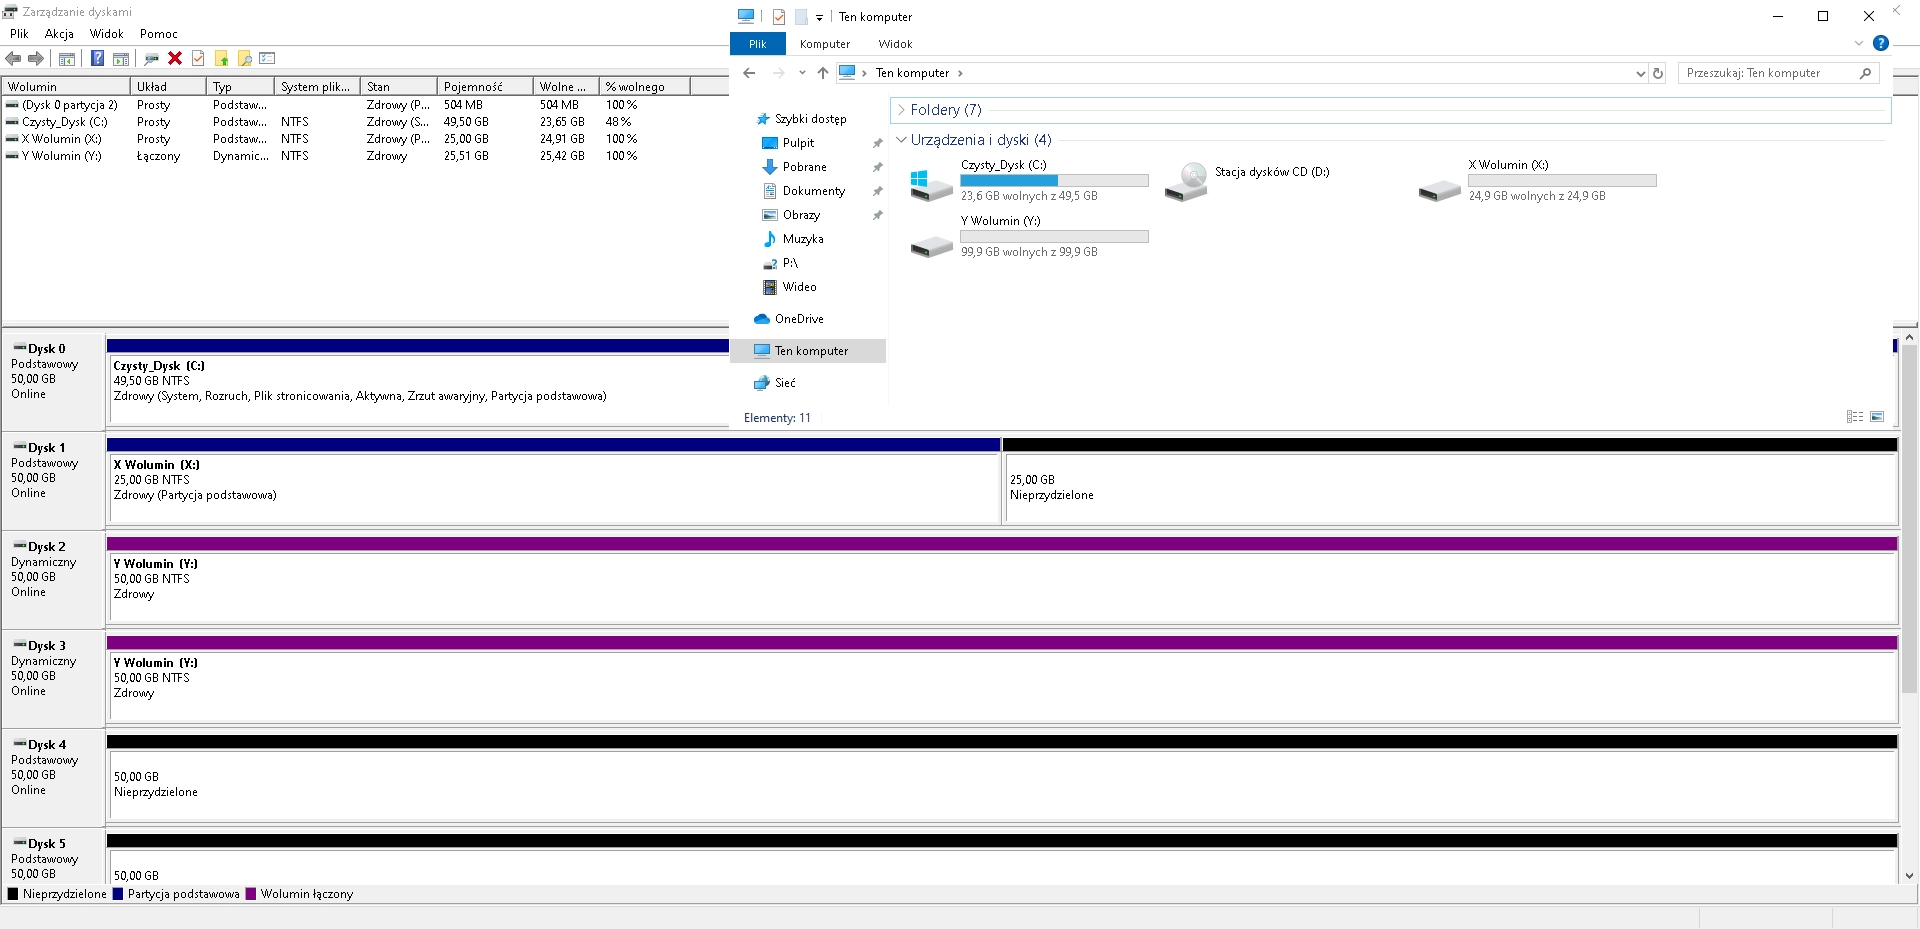 Zarządzanie dyskami
Plik Akcja Widok Pomoc
Wolumin Układ Typ System plik... Stan Pojemność Wolne ... % wolnego
(Dysk 0 partycja 2) Prosty Podstaw... Zdrowy (P... 504 MB 504 MB 100 %
Czysty_Dysk (C:) Prosty Podstaw... NTFS Zdrowy (S... 49,50 GB 23,65 GB 48 %
X Wolumin (X:) Prosty Podstaw... NTFS Zdrowy (P... 25,00 GB 24,91 GB 100 %
Y Wolumin (Y:) Łączony Dynamic... NTFS Zdrowy 25,51 GB 25,42 GB 100 %
Ten komputer
Plik Komputer Widok
Ten komputer
Przeszukaj: Ten komputer
Szybki dostęp
Pulpit
Pobrane
Dokumenty
Obrazy
Muzyka
P:\
Wideo
OneDrive
Ten komputer
Sieć
Foldery (7)
Urządzenia i dyski (4)
Czysty_Dysk (C:)
23,6 GB wolnych z 49,5 GB
Stacja dysków CD (D:)
X Wolumin (X:)
24,9 GB wolnych z 24,9 GB
Y Wolumin (Y:)
99,9 GB wolnych z 99,9 GB
Elementy: 11
Dysk 0
Podstawowy
50,00 GB
Online
Czysty_Dysk (C:)
49,50 GB NTFS
Zdrowy (System, Rozruch, Plik stronicowania, Aktywna, Zrzut awaryjny, Partycja podstawowa)
Dysk 1
Podstawowy
50,00 GB
Online
X Wolumin (X:)
25,00 GB NTFS
Zdrowy (Partycja podstawowa)
25,00 GB
Nieprzydzielone
Dysk 2
Dynamiczny
50,00 GB
Online
Y Wolumin (Y:)
50,00 GB NTFS
Zdrowy
Dysk 3
Dynamiczny
50,00 GB
Online
Y Wolumin (Y:)
50,00 GB NTFS
Zdrowy
Dysk 4
Podstawowy
50,00 GB
Online
50,00 GB
Nieprzydzielone
Dysk 5
Podstawowy
50,00 GB
50,00 GB
Nieprzydzielone Partycja podstawowa Wolumin łączony